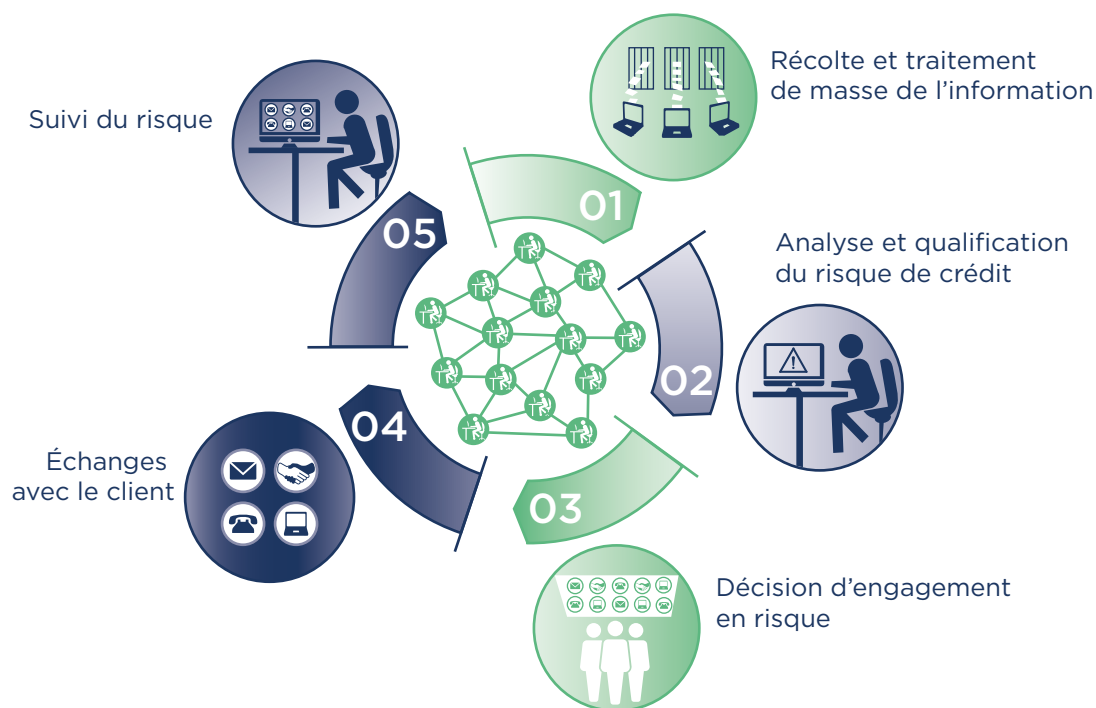 01
Récolte et traitement
de masse de l’information
02
Analyse et qualification
du risque de crédit
03
Décision d’engagement
en risque
04
Échanges
avec le client
05
Suivi du risque